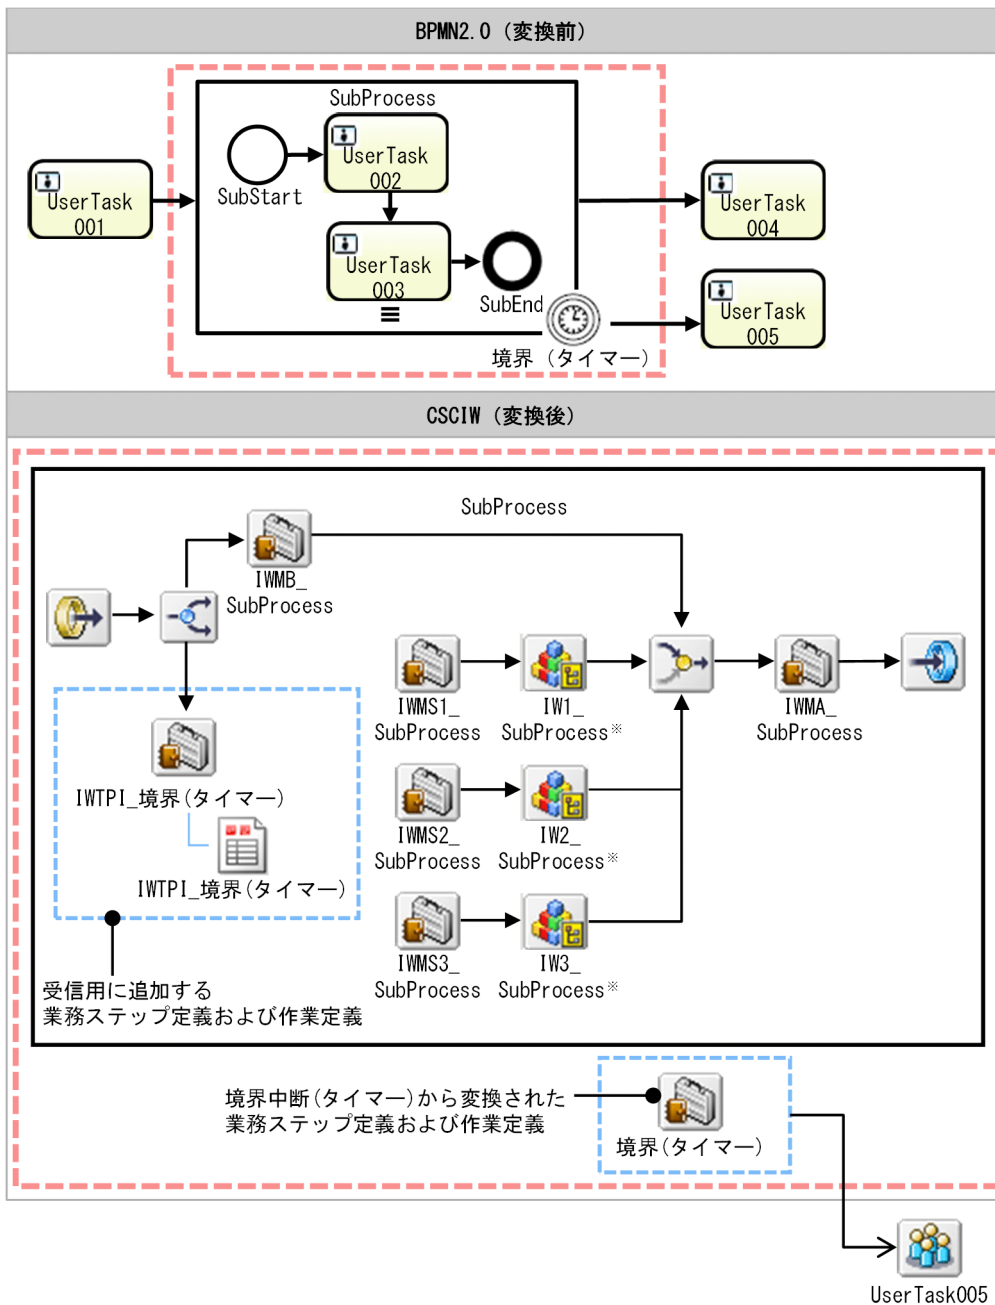 BPMN2.0 (変換前)
SubProcess
UserTask
001
SubStart
UserTask
002
UserTask
003
SubEnd
境界 (タイマー)
UserTask
004
UserTask
005
CSCIW (変換後)
SubProcess
IWMB_
SubProcess
IWTPI_境界(タイマー)
IWTPI_境界(タイマー)
受信用に追加する
業務ステップ定義および作業定義
IWMS1_
SubProcess
IW1_
SubProcess※
IWMA_
SubProcess
IWMS2_
SubProcess
IW2_
SubProcess※
IWMS3_
SubProcess
IW3_
SubProcess※
境界中断(タイマー)から変換された
業務ステップ定義および作業定義
境界(タイマー)
UserTask005